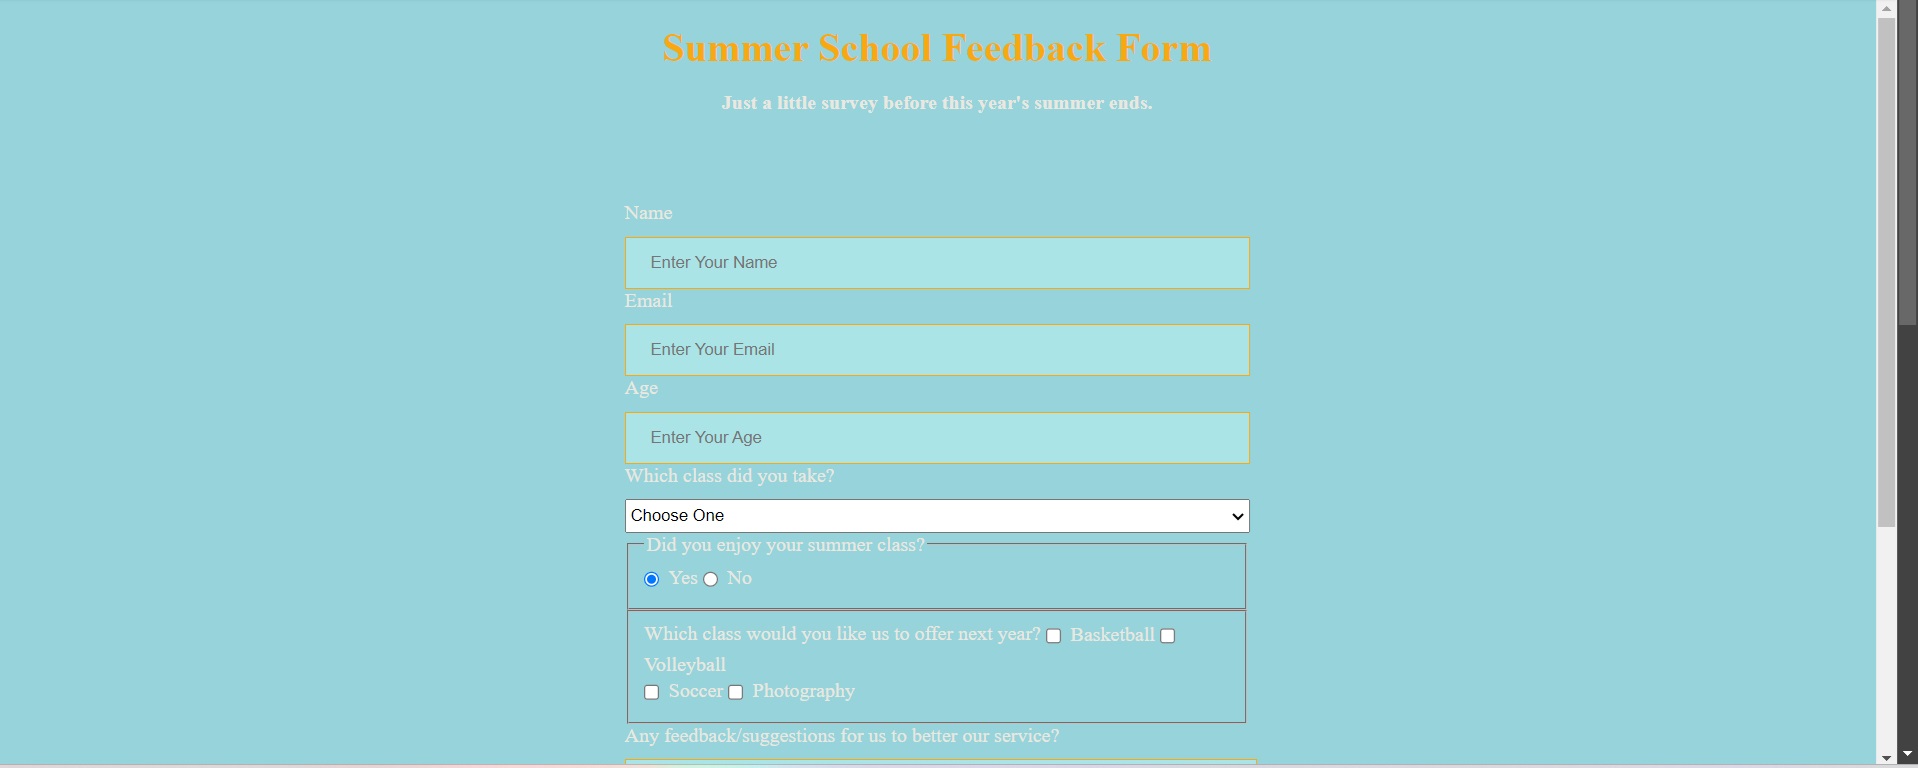 Summer School Feedback Form
Just a little survey before this year's summer ends.
Name
Enter Your Name
Email
Enter Your Email
Age
Enter Your Age
Which class did you take?
Choose One
Did you enjoy your summer class?
Yes No
Which class would you like us to offer next year? Basketball
Volleyball
Soccer Photography
Any feedback/suggestions for us to better our service?